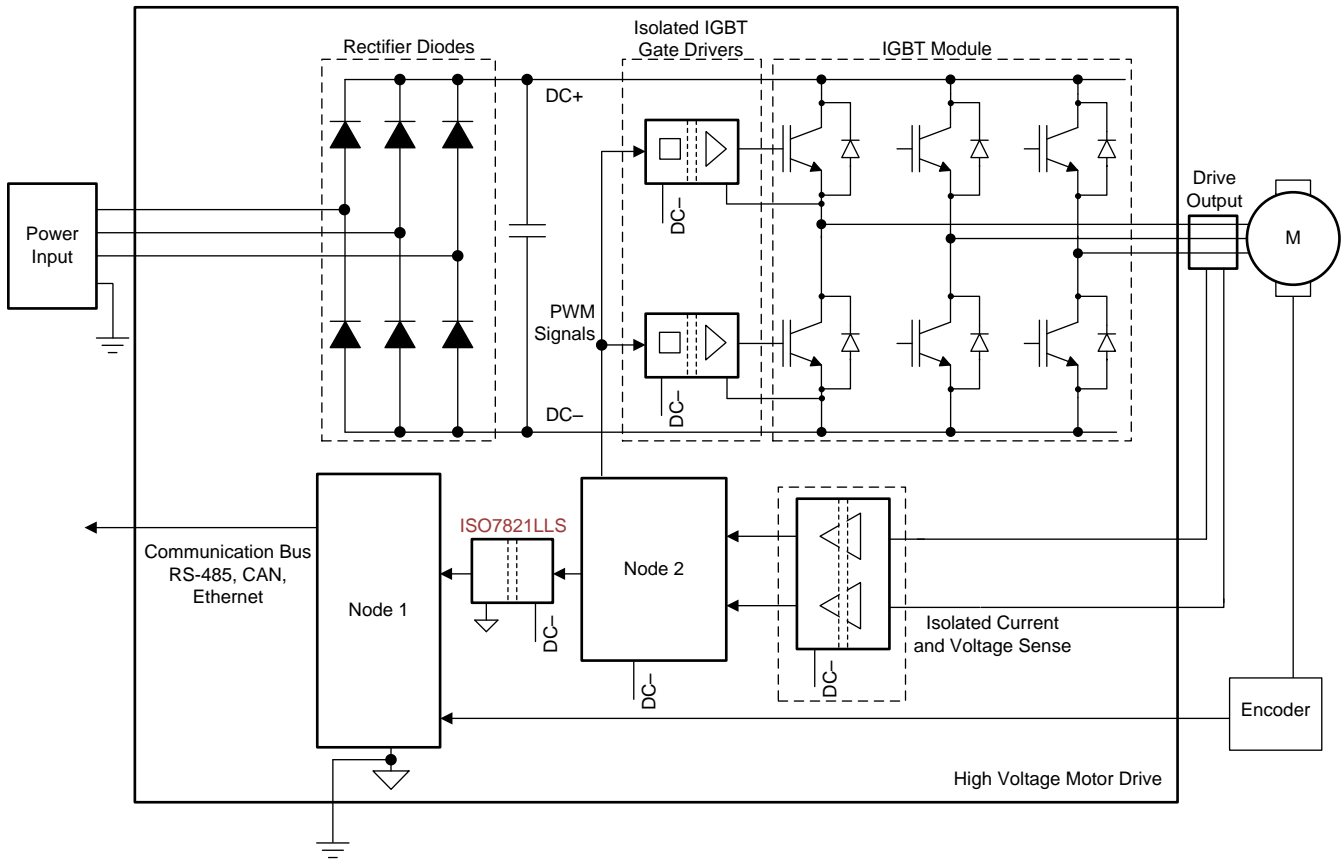 Rectifier Diodes
Isolated IGBT
Gate Drivers
IGBT Module
DC+
DC–
Power
Input
PWM
Signals
DC–
DC–
Drive
Output
M
DC–
ISO7821LLS
Communication Bus
RS-485, CAN,
Ethernet
Node 1
DC–
Node 2
DC–
Isolated Current
and Voltage Sense
Encoder
High Voltage Motor Drive